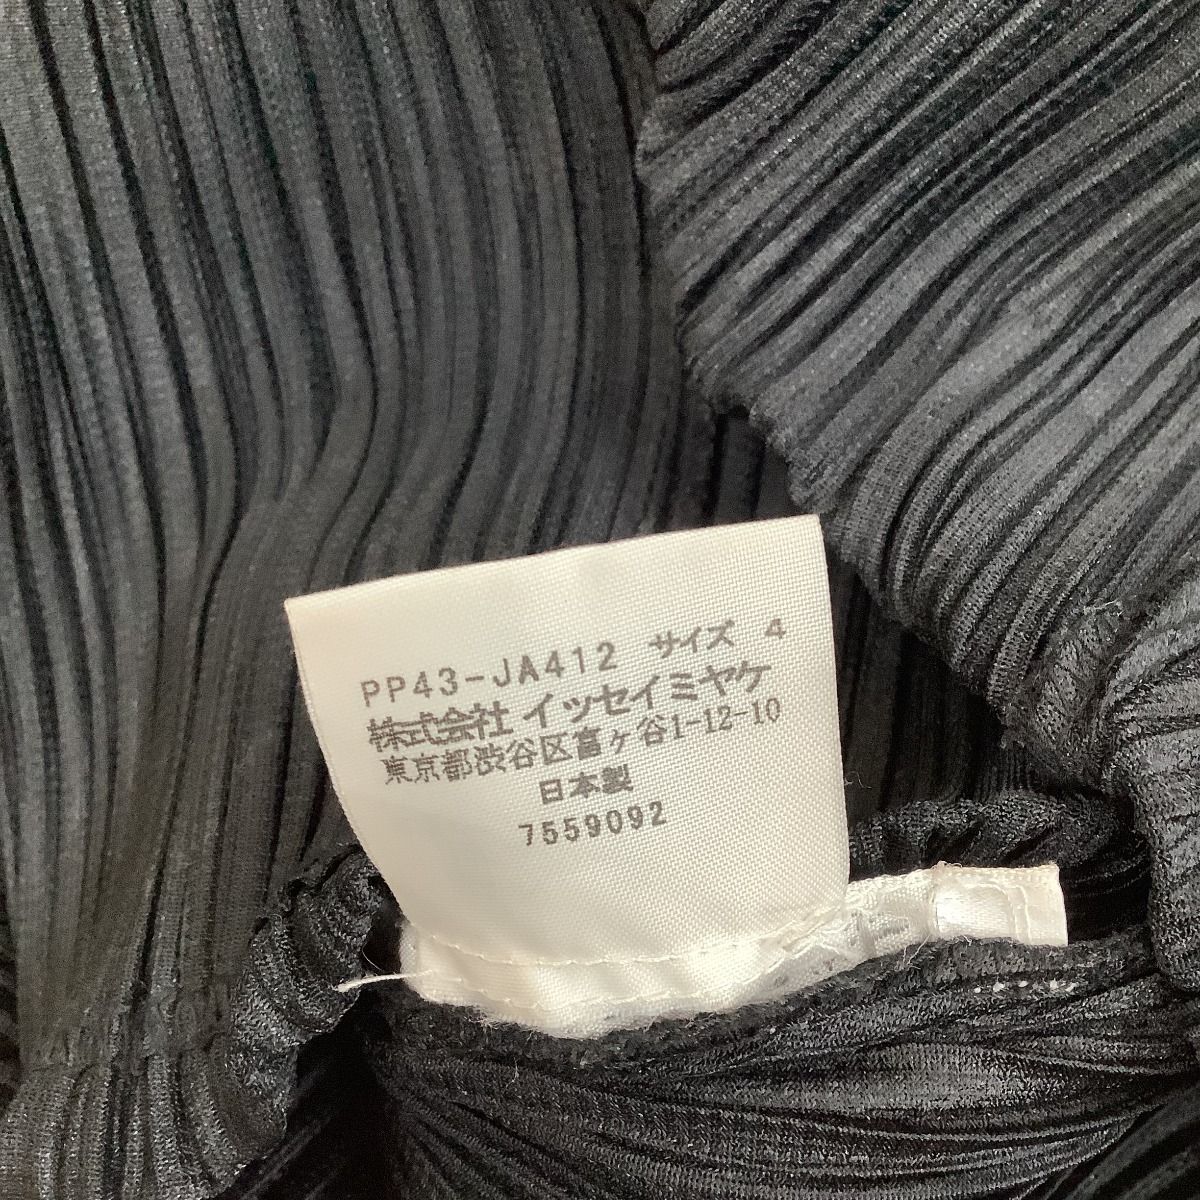 PP43-JA412 サイズ 4
株式会社 イッセイミヤケ
東京都渋谷区富ヶ谷1-12-10
日本製
7559092